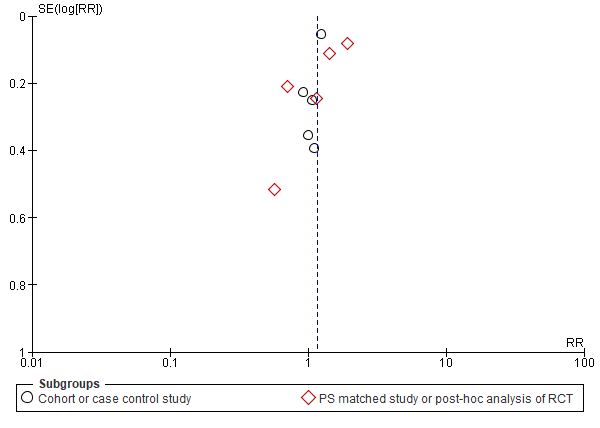 SE(log[RR])
0
0.2
0.4
0.6
0.8
1
RR
0.01 0.1 1 10 100
Subgroups
Cohort or case control study PS matched study or post-hoc analysis of RCT